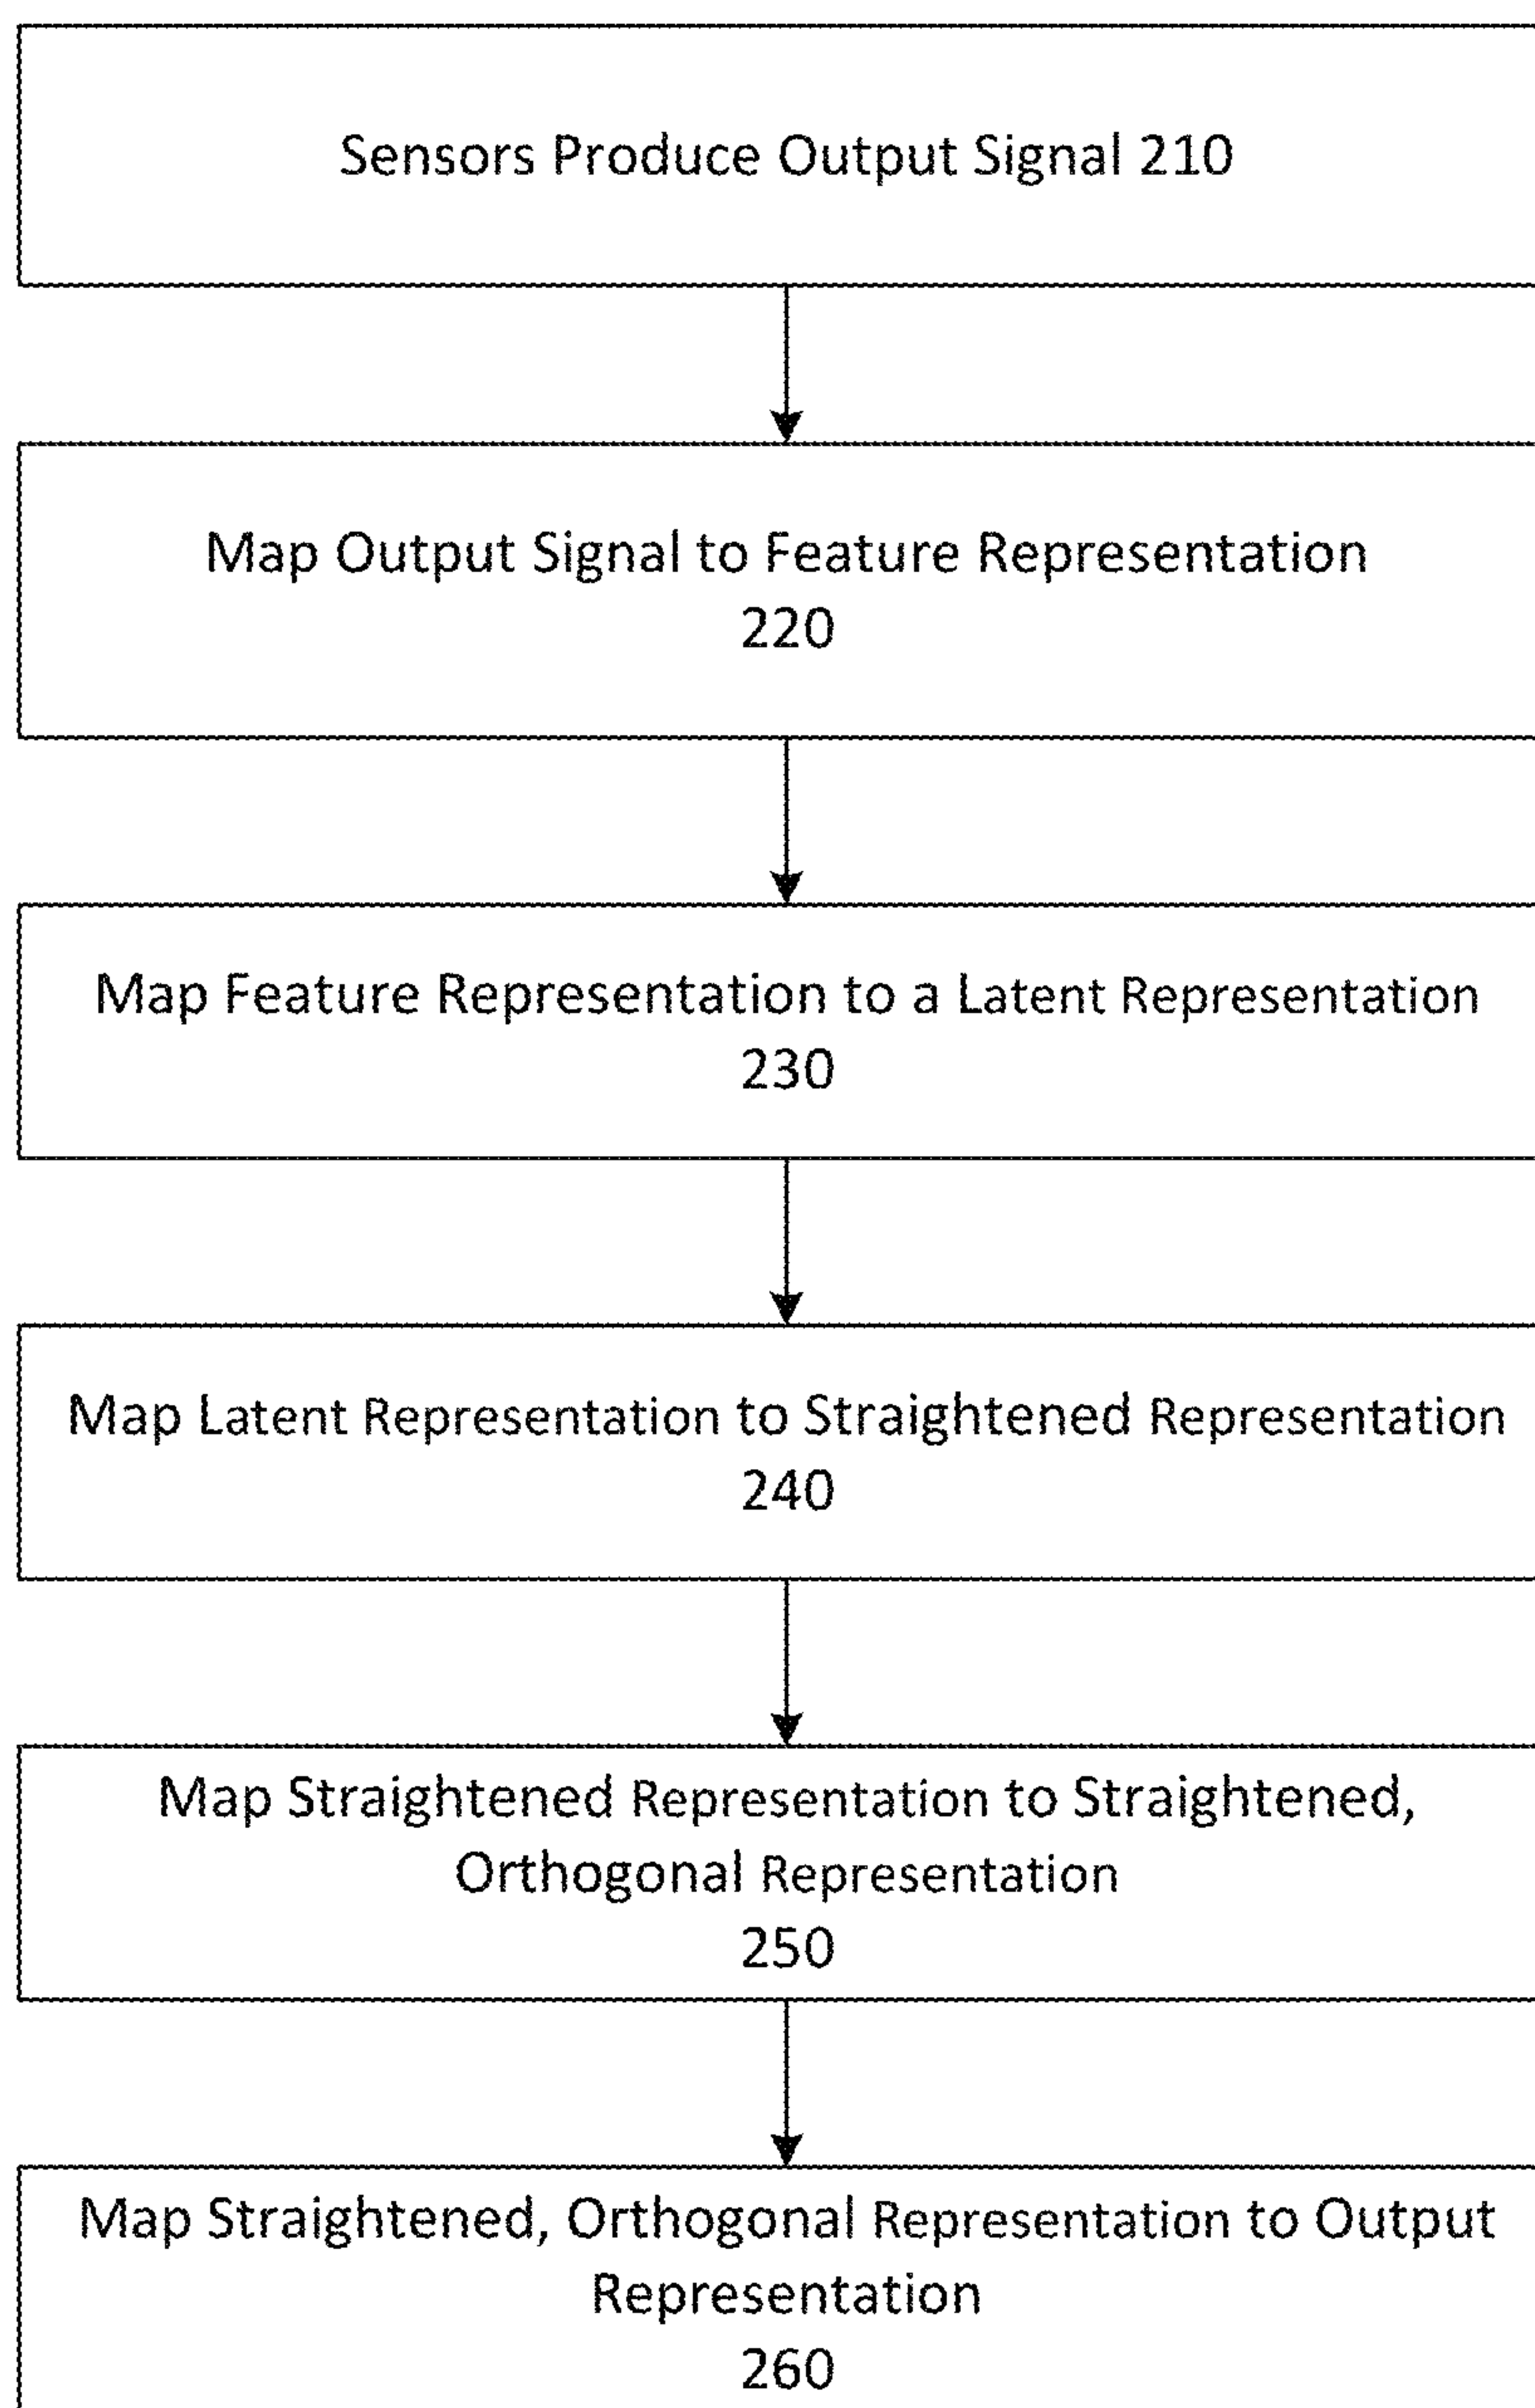 Sensors Produce Output Signal 210
Map Output Signal to Feature Representation
220
Map Feature Representation to a Latent Representation
230
Map Latent Representation to Straightened Representation
240
Map Straightened Representation to Straightened,
Orthogonal Representation
250
Map Straightened, Orthogonal Representation to Output
Representation
260